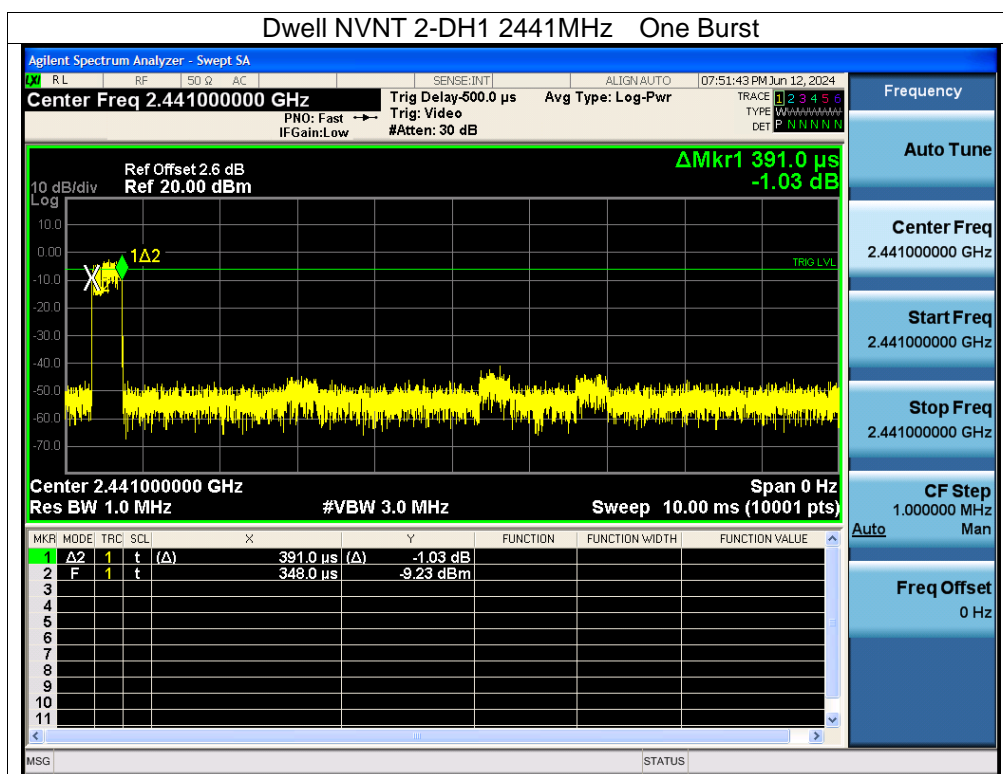 Dwell NVNT 2-DH1 2441MHz One Burst
Agilent Spectrum Analyzer - Swept SA
LXI RL RF 50 Ω AC SENSE:INT ALIGN AUTO 07:51:43 PM Jun 12, 2024
Center Freq 2.441000000 GHz Trig Delay-500.0 µs Avg Type: Log-Pwr TRACE 1 2 3 4 5 6
PNO: Fast Trig: Video TYPE WWWWWW
IFGain:Low #Atten: 30 dB DET P N N N N N
Frequency
Auto Tune
Center Freq
2.441000000 GHz
Start Freq
2.441000000 GHz
Stop Freq
2.441000000 GHz
CF Step
1.000000 MHz
Auto Man
Freq Offset
0 Hz
ΔMkr1 391.0 µs
-1.03 dB
Ref Offset 2.6 dB
10 dB/div Ref 20.00 dBm
Log
10.0
0.00
-10.0
-20.0
-30.0
-40.0
-50.0
-60.0
-70.0
1Δ2
TRIG LVL
Center 2.441000000 GHz Span 0 Hz
Res BW 1.0 MHz #VBW 3.0 MHz Sweep 10.00 ms (10001 pts)
MKR MODE TRC SCL X Y FUNCTION FUNCTION WIDTH FUNCTION VALUE
1 Δ2 1 t (Δ) 391.0 µs (Δ) -1.03 dB
2 F 1 t 348.0 µs -9.23 dBm
3
4
5
6
7
8
9
10
11
MSG STATUS